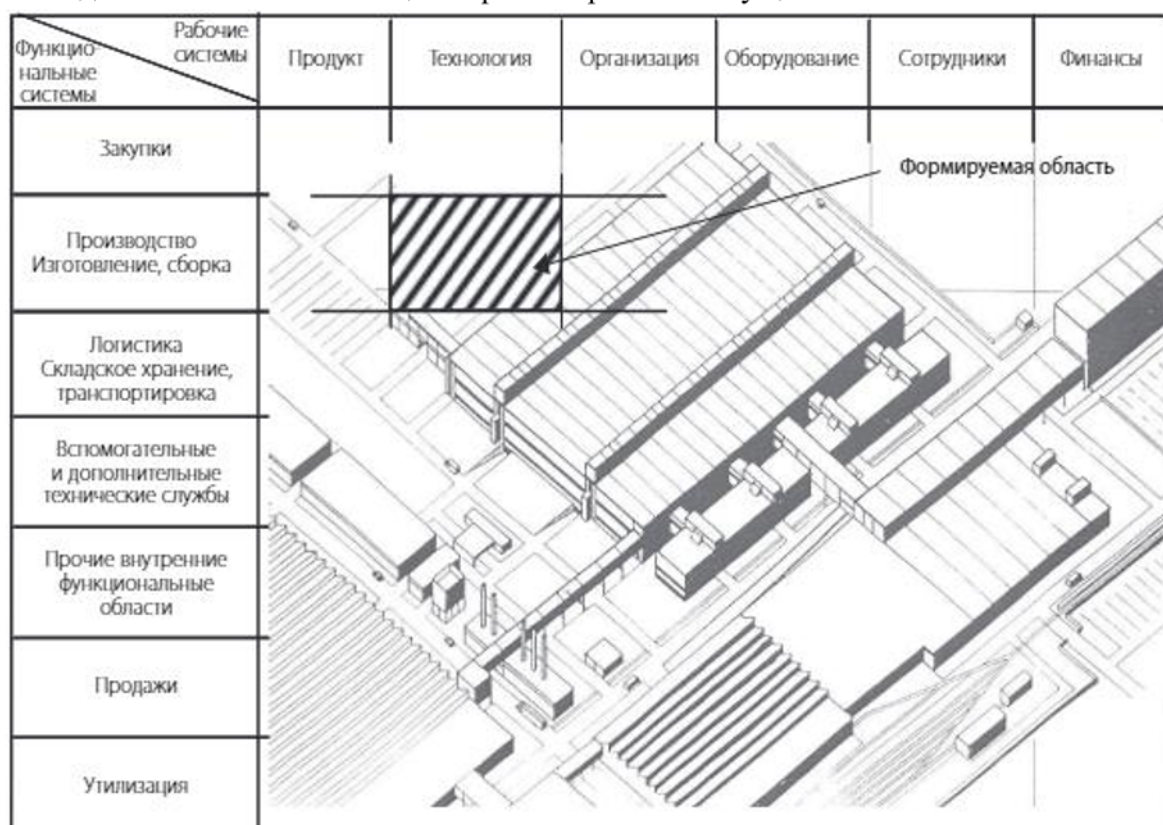 Рабочие
системы
Функцио-
нальные
системы
Продукт
Технология
Организация
Оборудование
Сотрудники
Финансы
Закупки
Формируемая область
Производство
Изготовление, сборка
Логистика
Складское хранение,
транспортировка
Вспомогательные
и дополнительные
технические службы
Прочие внутренние
функциональные
области
Продажи
Утилизация